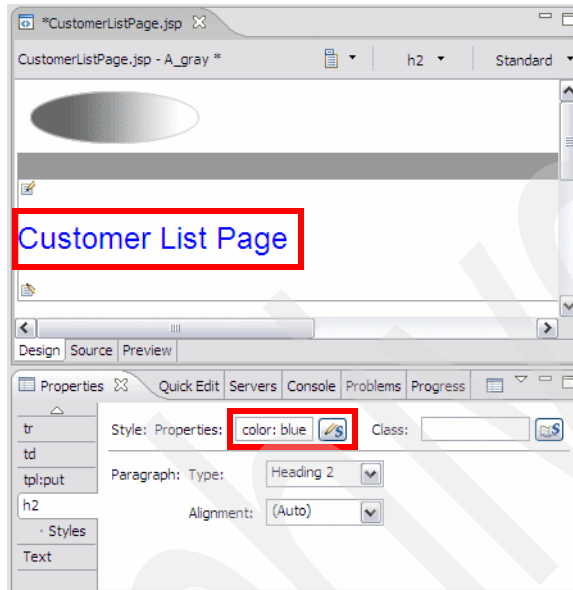 *CustomerListPage.jsp
CustomerListPage.jsp - A_gray * h2 Standard
Customer List Page
Design Source Preview
Properties Quick Edit Servers Console Problems Progress
tr
Style: Properties: color: blue Class:
td
tpl:put
Paragraph: Type: Heading 2
h2
Alignment: (Auto)
· Styles
Text